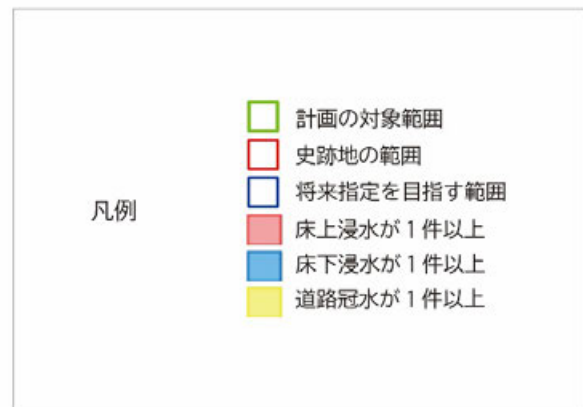 計画の対象範囲
史跡地の範囲
将来指定を目指す範囲
凡例
床上浸水が1件以上
床下浸水が1件以上
道路冠水が1件以上